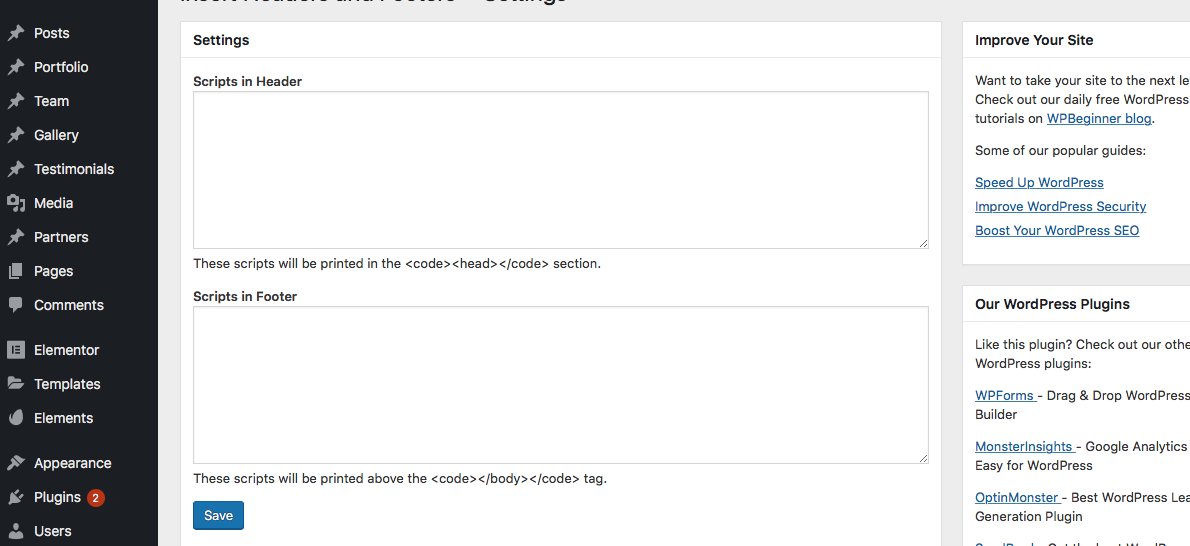 Posts
Portfolio
Team
Gallery
Testimonials
Media
Partners
Pages
Comments
Elementor
Templates
Elements
Appearance
Plugins 2
Users
Insert Headers and Footers
Settings
Settings
Scripts in Header
These scripts will be printed in the <code><head></code> section.
Scripts in Footer
These scripts will be printed above the <code></body></code> tag.
Save
Improve Your Site
Want to take your site to the next le
Check out our daily free WordPress
tutorials on WPBeginner blog.
Some of our popular guides:
Speed Up WordPress
Improve WordPress Security
Boost Your WordPress SEO
Our WordPress Plugins
Like this plugin? Check out our othe
WordPress plugins:
WPForms - Drag & Drop WordPress
Builder
MonsterInsights - Google Analytics
Easy for WordPress
OptinMonster - Best WordPress Lea
Generation Plugin